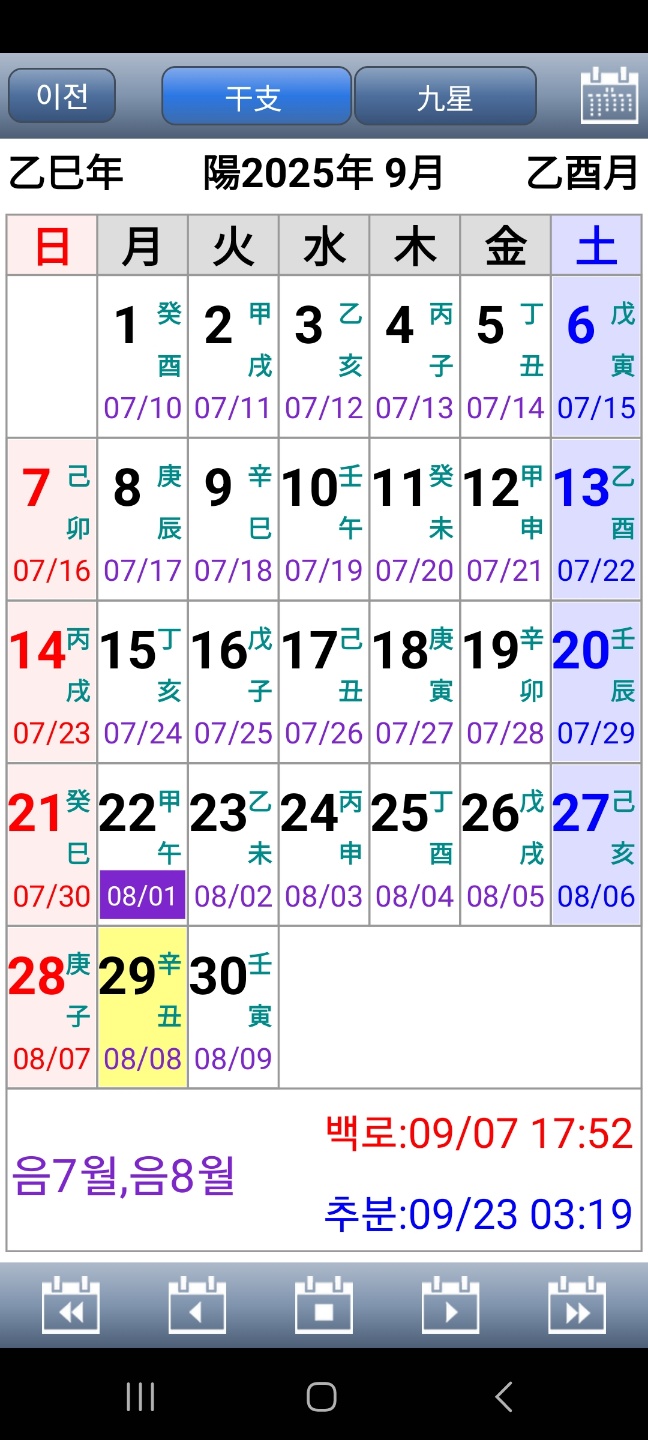 이전 干支 九星
乙巳年 陽2025年 9月 乙酉月
日 月 火 水 木 金 土
1 癸 2 甲 3 乙 4 丙 5 丁 6 戊
酉 戌 亥 子 丑 寅
07/10 07/11 07/12 07/13 07/14 07/15
7 己 8 庚 9 辛 10 壬 11 癸 12 甲 13 乙
卯 辰 巳 午 未 申 酉
07/16 07/17 07/18 07/19 07/20 07/21 07/22
14 丙 15 丁 16 戊 17 己 18 庚 19 辛 20 壬
戌 亥 子 丑 寅 卯 辰
07/23 07/24 07/25 07/26 07/27 07/28 07/29
21 癸 22 甲 23 乙 24 丙 25 丁 26 戊 27 己
巳 午 未 申 酉 戌 亥
07/30 08/01 08/02 08/03 08/04 08/05 08/06
28 庚 29 辛 30 壬
子 丑 寅
08/07 08/08 08/09
백로:09/07 17:52
음7월,음8월
추분:09/23 03:19